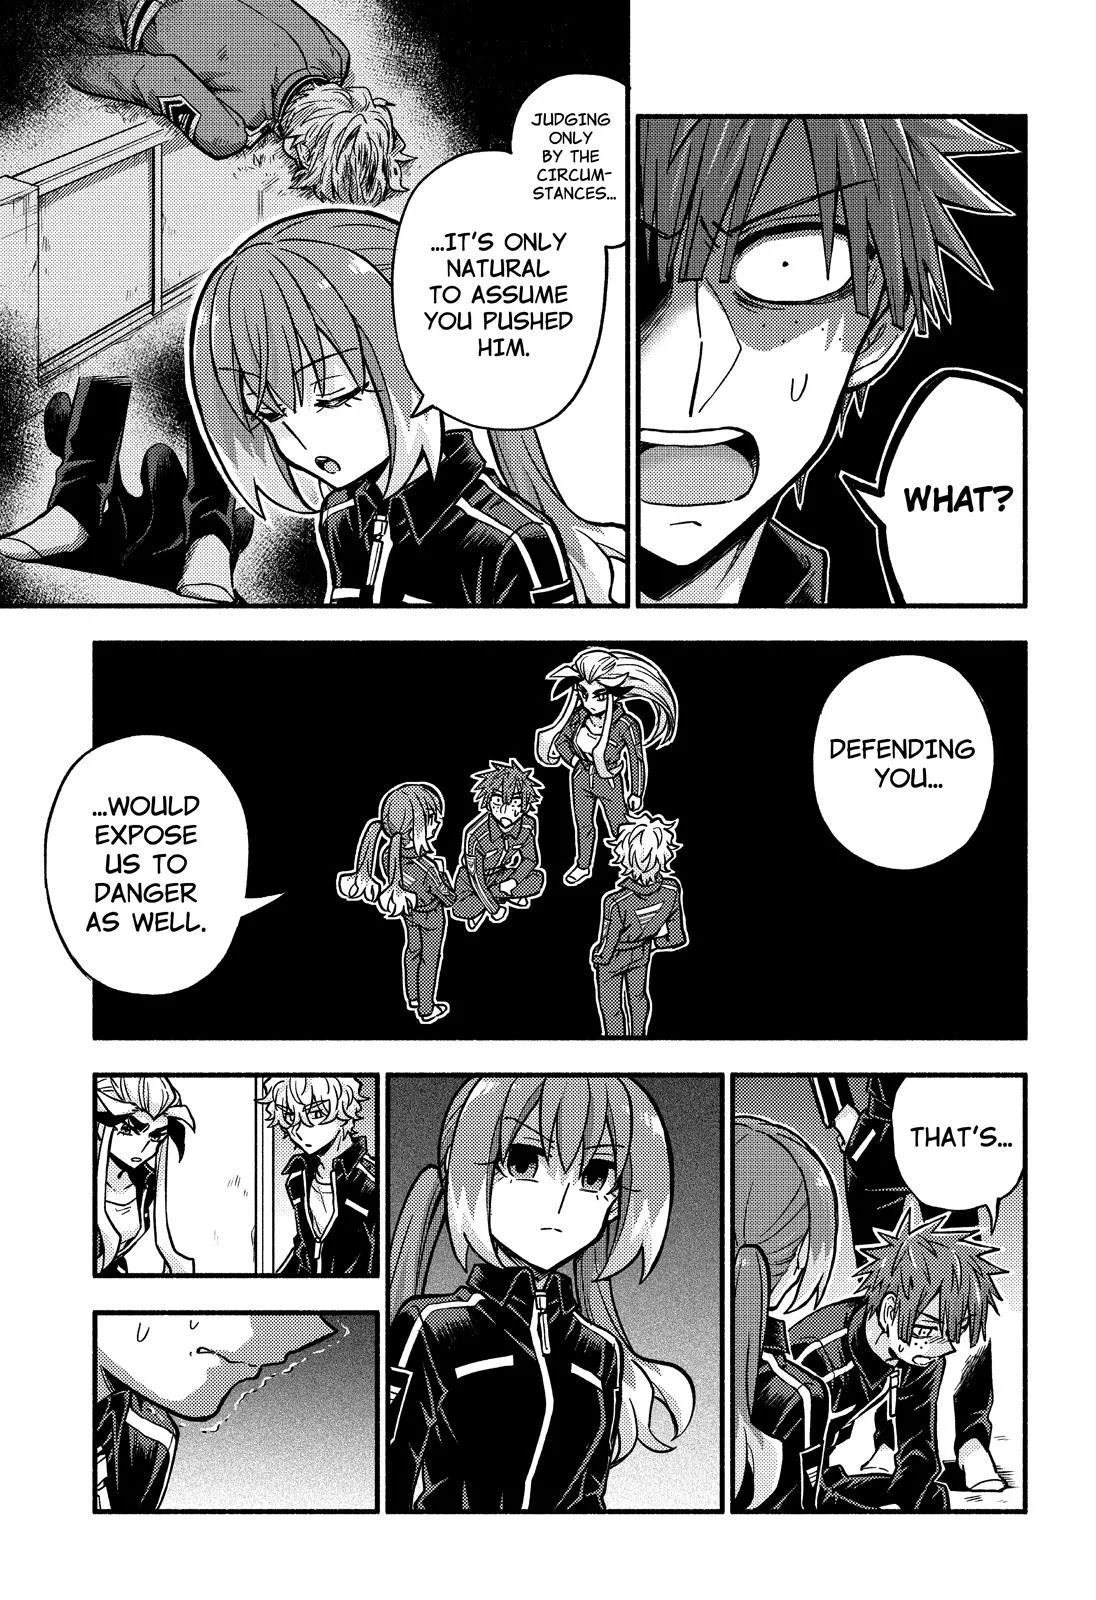 WHAT?
JUDGING
ONLY
BY THE
CIRCUM-
STANCES...
...IT'S ONLY
NATURAL
TO ASSUME
YOU PUSHED
HIM.
DEFENDING
YOU...
...WOULD
EXPOSE
US TO
DANGER
AS WELL.
THAT'S...